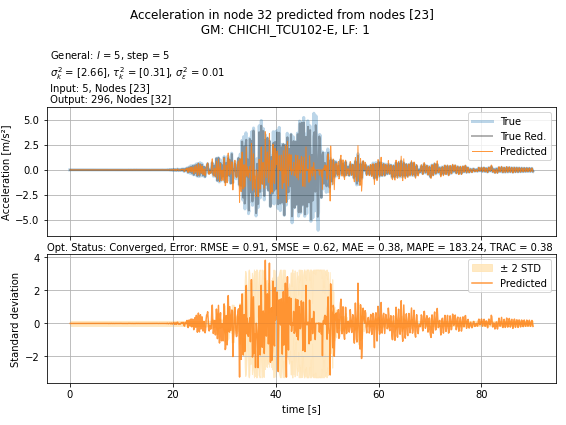 Acceleration in node 32 predicted from nodes [23]
GM: CHICHI_TCU102-E, LF: 1
General: l = 5, step = 5
σ²ₖ = [2.66], τ²ₖ = [0.31], σ²ₑ = 0.01
Input: 5, Nodes [23]
Output: 296, Nodes [32]
Acceleration [m/s²]
5.0
2.5
0.0
−2.5
−5.0
True
True Red.
Predicted
Opt. Status: Converged, Error: RMSE = 0.91, SMSE = 0.62, MAE = 0.38, MAPE = 183.24, TRAC = 0.38
Standard deviation
4
2
0
−2
± 2 STD
Predicted
0 20 40 60 80
time [s]